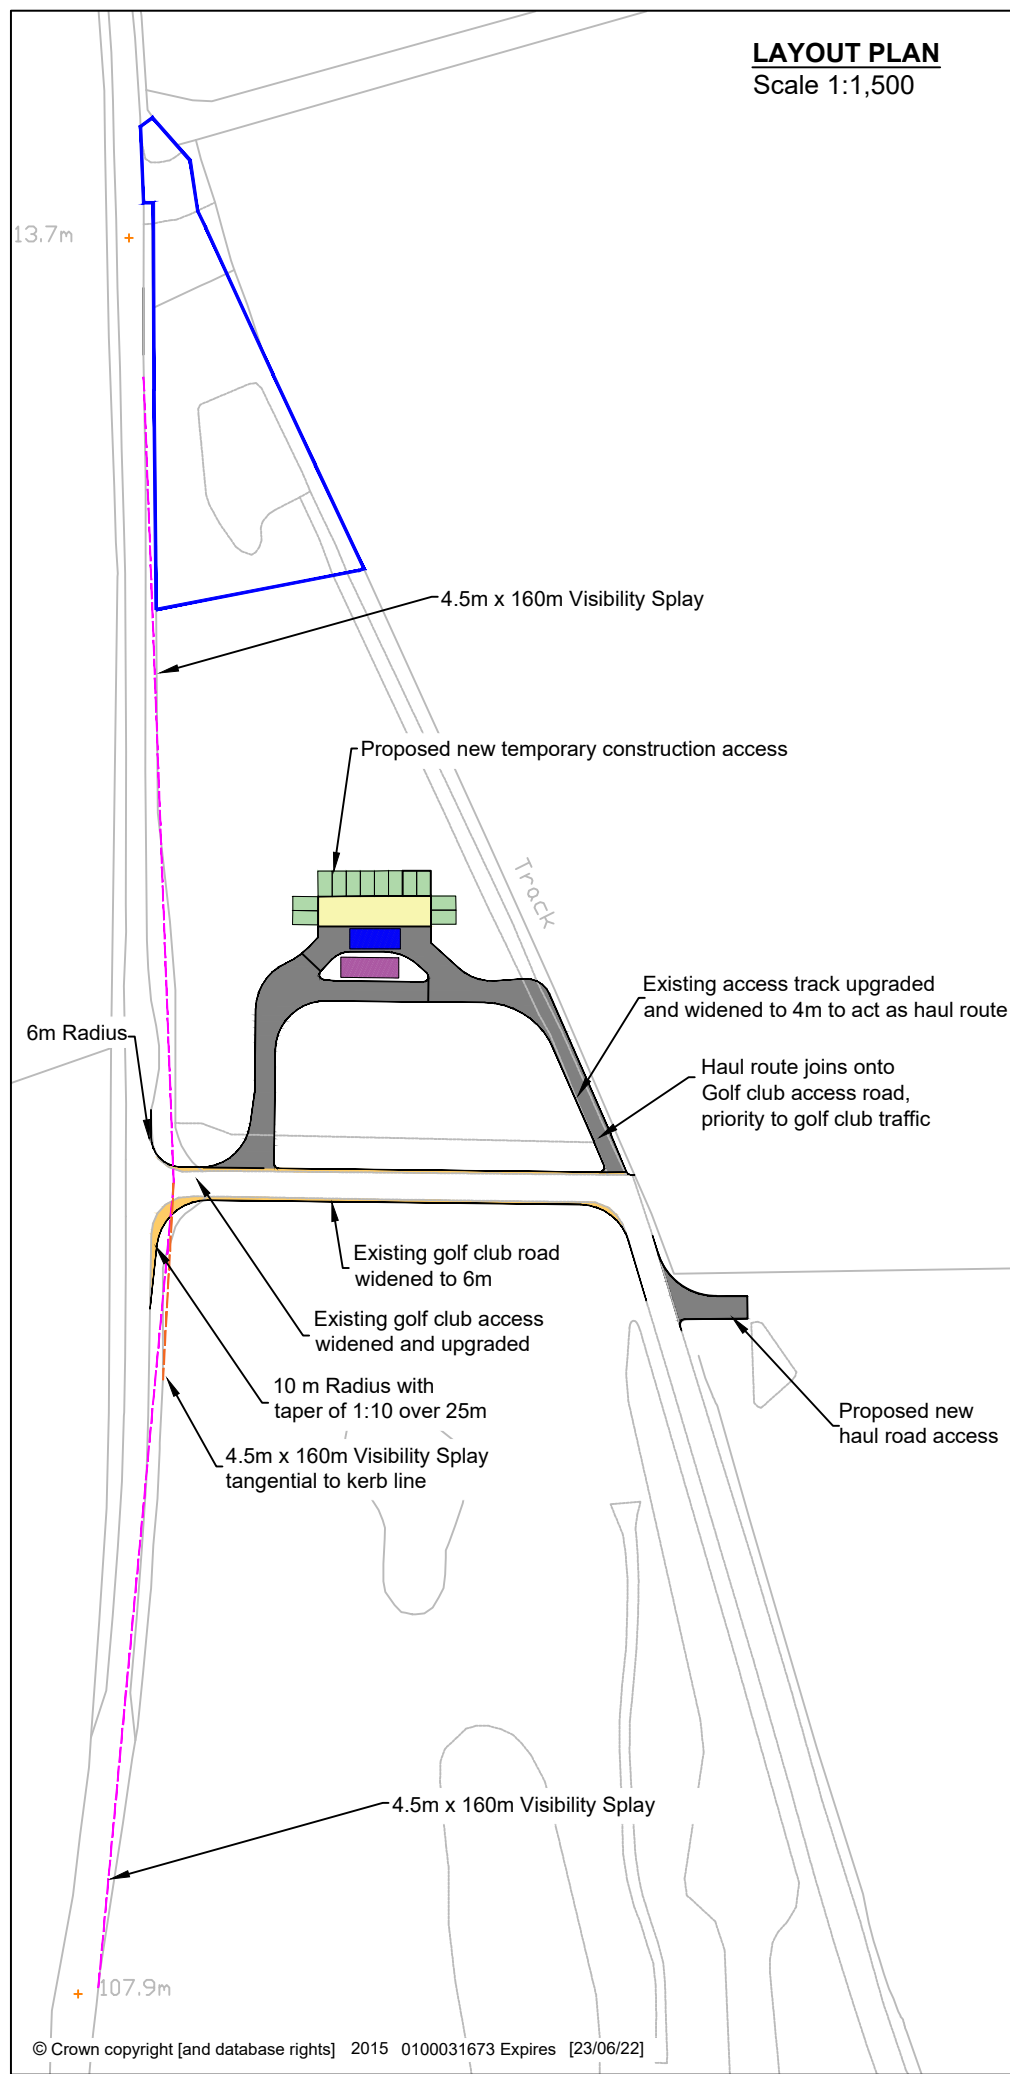 LAYOUT PLAN
Scale 1:1,500
13.7m
4.5m x 160m Visibility Splay
Proposed new temporary construction access
Track
Existing access track upgraded
and widened to 4m to act as haul route
6m Radius
Haul route joins onto
Golf club access road,
priority to golf club traffic
Existing golf club road
widened to 6m
Existing golf club access
widened and upgraded
10 m Radius with
taper of 1:10 over 25m
Proposed new
haul road access
4.5m x 160m Visibility Splay
tangential to kerb line
4.5m x 160m Visibility Splay
107.9m
© Crown copyright [and database rights] 2015 0100031673 Expires [23/06/22]